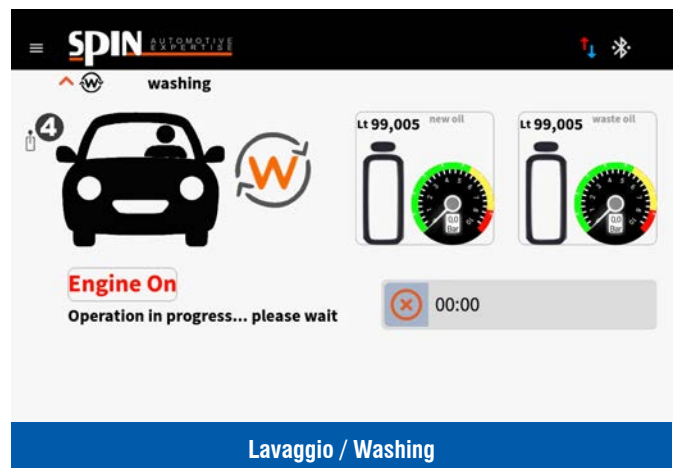 SPIN AUTOMOTIVE EXPERTISE
washing
4
W
Lt 99,005 new oil
Lt 99,005 waste oil
0.0 Bar
0.0 Bar
Engine On
Operation in progress... please wait
00:00
Lavaggio / Washing